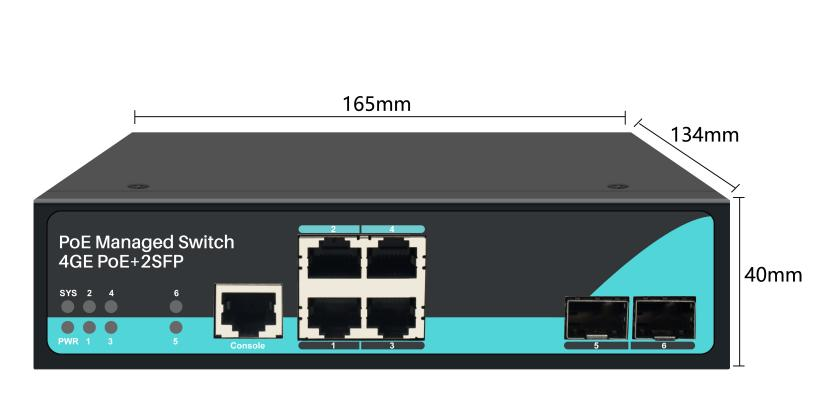 165mm
134mm
40mm
PoE Managed Switch
4GE PoE+2SFP
2 4
SYS 2 4 6
PWR 1 3 5
Console
1 3
5 6